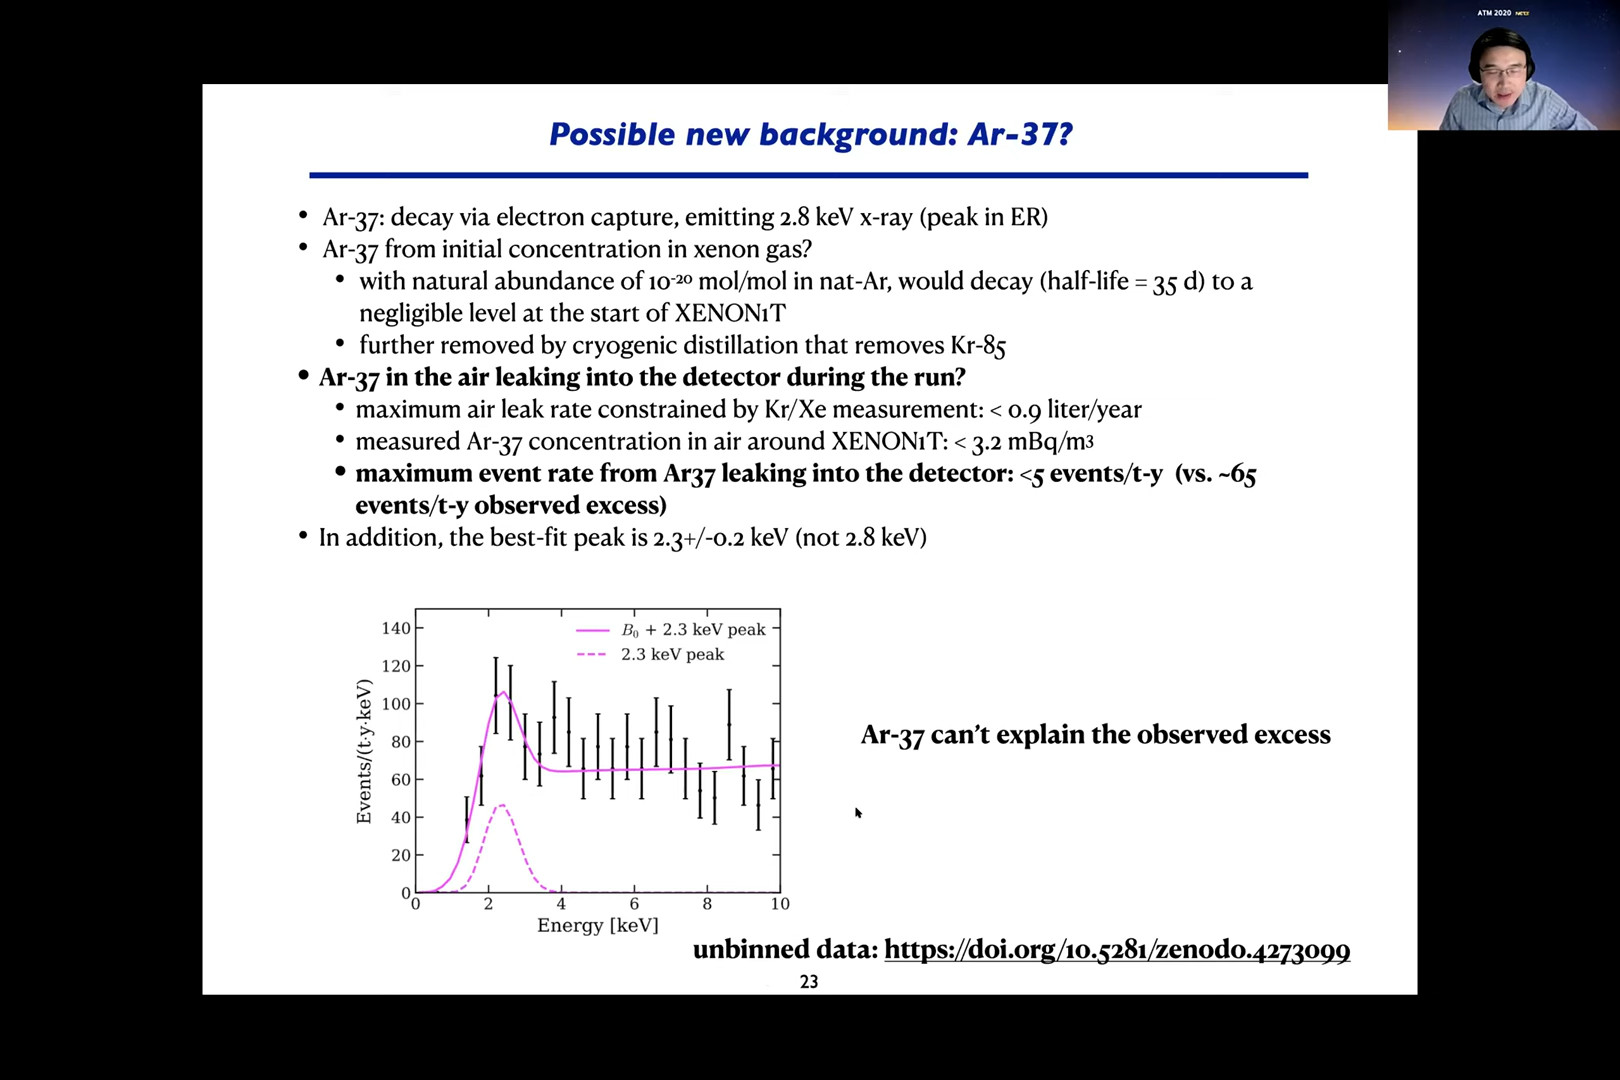 ATM 2020
Possible new background: Ar-37?
• Ar-37: decay via electron capture, emitting 2.8 keV x-ray (peak in ER)
• Ar-37 from initial concentration in xenon gas?
• with natural abundance of 10⁻²⁰ mol/mol in nat-Ar, would decay (half-life = 35 d) to a
negligible level at the start of XENON1T
• further removed by cryogenic distillation that removes Kr-85
• Ar-37 in the air leaking into the detector during the run?
• maximum air leak rate constrained by Kr/Xe measurement: < 0.9 liter/year
• measured Ar-37 concentration in air around XENON1T: < 3.2 mBq/m3
• maximum event rate from Ar37 leaking into the detector: <5 events/t-y (vs. ~65
events/t-y observed excess)
• In addition, the best-fit peak is 2.3+/-0.2 keV (not 2.8 keV)
B₀ + 2.3 keV peak
2.3 keV peak
Events/(t·y·keV)
140
120
100
80
60
40
20
0
0 2 4 6 8 10
Energy [keV]
Ar-37 can't explain the observed excess
unbinned data: https://doi.org/10.5281/zenodo.4273099
23